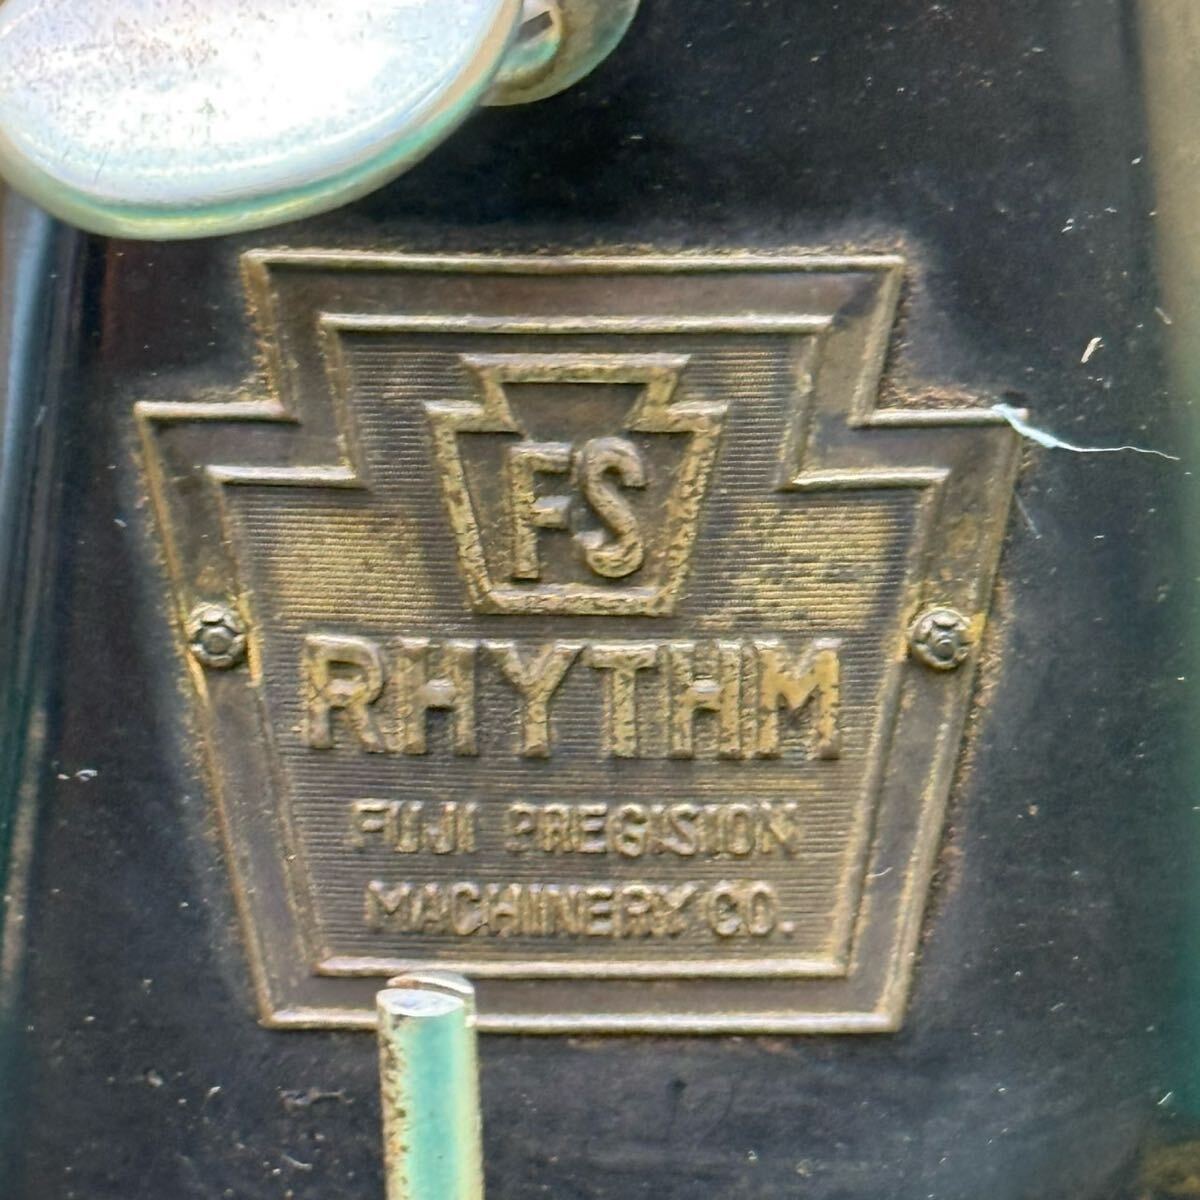 FS
RHYTHM
FUJI PRECISION
MACHINERY CO.